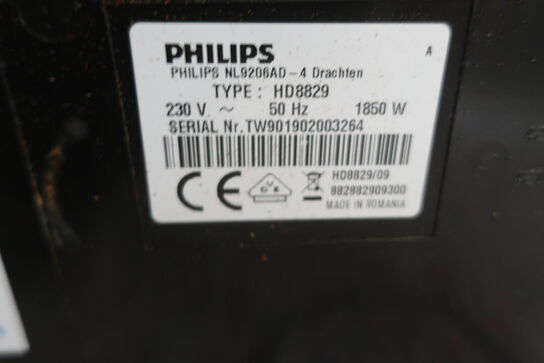 PHILIPS
A
PHILIPS NL9206AD-4 Drachten
TYPE : HD8829
230 V ~ 50 Hz 1850 W
SERIAL Nr.TW901902003264
CE
HD8829/09
882882909300
MADE IN ROMANIA